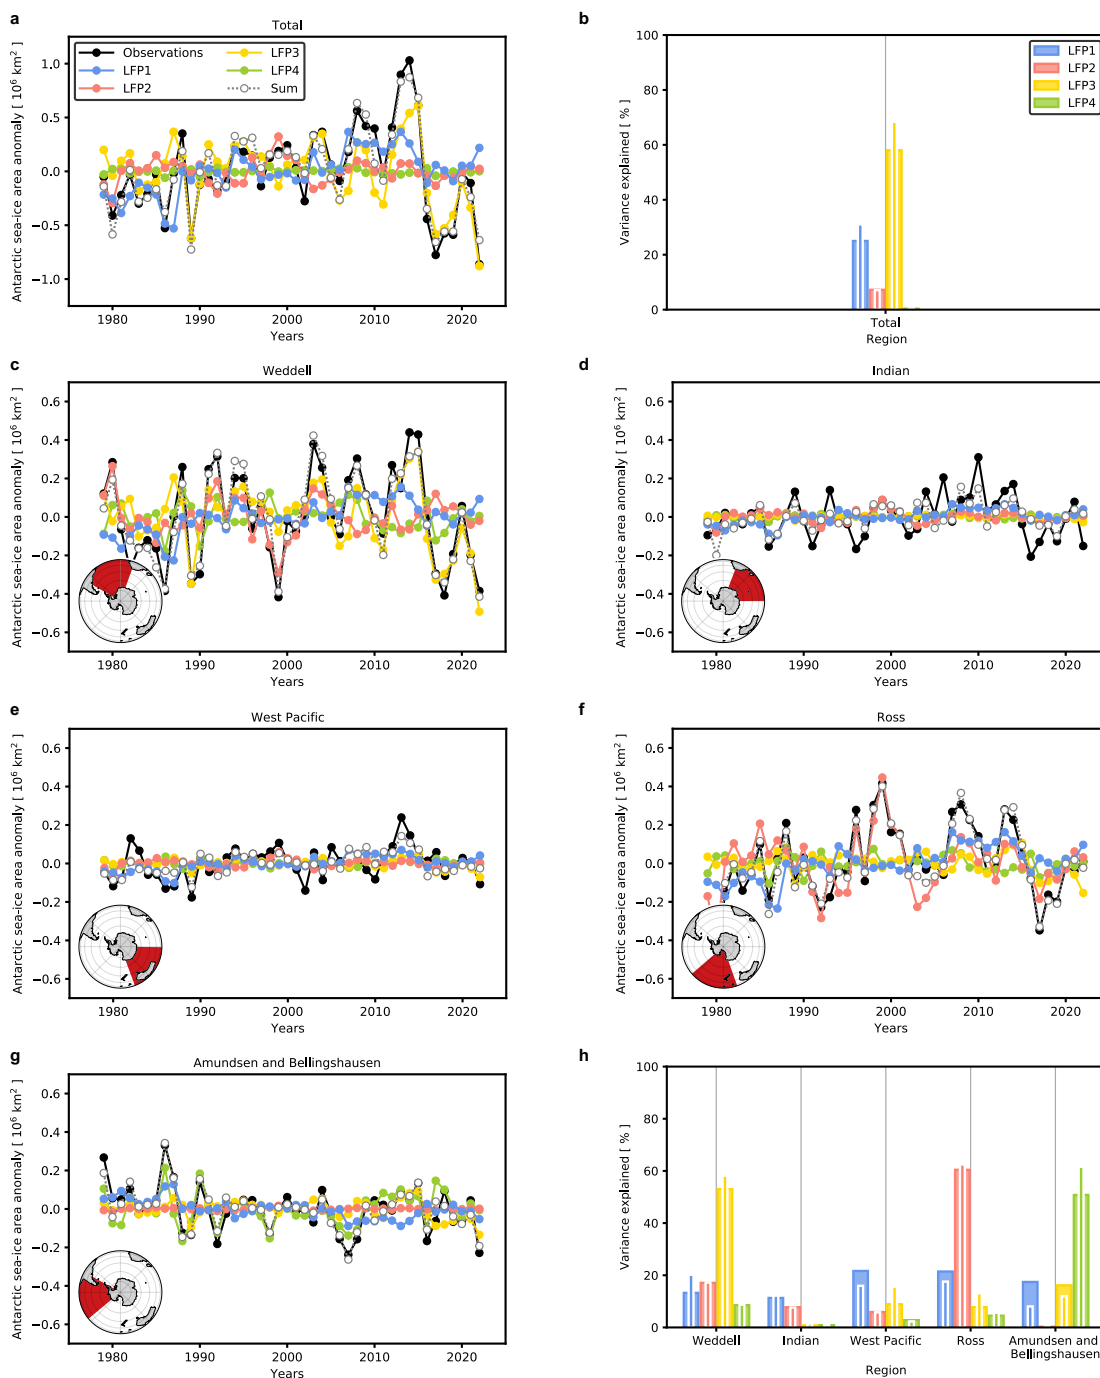 a
Total
Antarctic sea-ice area anomaly [ 10⁶ km² ]
1.0
0.5
0.0
−0.5
−1.0
Observations
LFP1
LFP2
LFP3
LFP4
Sum
1980 1990 2000 2010 2020
Years
b
Variance explained [ % ]
100
80
60
40
20
0
LFP1
LFP2
LFP3
LFP4
Total
Region
c
Weddell
Antarctic sea-ice area anomaly [ 10⁶ km² ]
0.6
0.4
0.2
0.0
−0.2
−0.4
−0.6
1980 1990 2000 2010 2020
Years
d
Indian
Antarctic sea-ice area anomaly [ 10⁶ km² ]
0.6
0.4
0.2
0.0
−0.2
−0.4
−0.6
1980 1990 2000 2010 2020
Years
e
West Pacific
Antarctic sea-ice area anomaly [ 10⁶ km² ]
0.6
0.4
0.2
0.0
−0.2
−0.4
−0.6
1980 1990 2000 2010 2020
Years
f
Ross
Antarctic sea-ice area anomaly [ 10⁶ km² ]
0.6
0.4
0.2
0.0
−0.2
−0.4
−0.6
1980 1990 2000 2010 2020
Years
g
Amundsen and Bellingshausen
Antarctic sea-ice area anomaly [ 10⁶ km² ]
0.6
0.4
0.2
0.0
−0.2
−0.4
−0.6
1980 1990 2000 2010 2020
Years
h
Variance explained [ % ]
100
80
60
40
20
0
Weddell Indian West Pacific Ross Amundsen and
Bellingshausen
Region